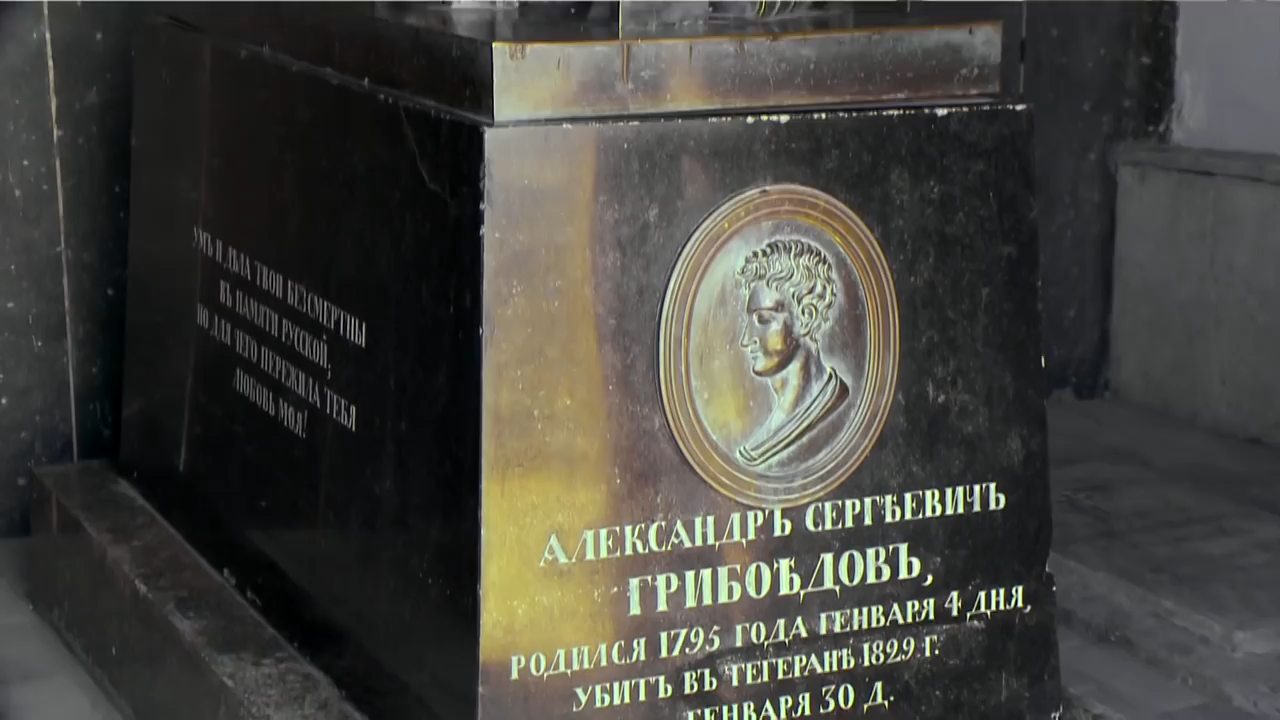 УМЪ И ДѢЛА ТВОИ БЕЗСМЕРТНЫ
ВЪ ПАМЯТИ РУССКОЙ,
НО ДЛЯ ЧЕГО ПЕРЕЖИЛА ТЕБЯ
ЛЮБОВЬ МОЯ!
АЛЕКСАНДРЪ СЕРГѢЕВИЧЪ
ГРИБОѢДОВЪ,
РОДИЛСЯ 1795 ГОДА ГЕНВАРЯ 4 ДНЯ,
УБИТЪ ВЪ ТЕГЕРАНѢ 1829 Г.
ГЕНВАРЯ 30 Д.